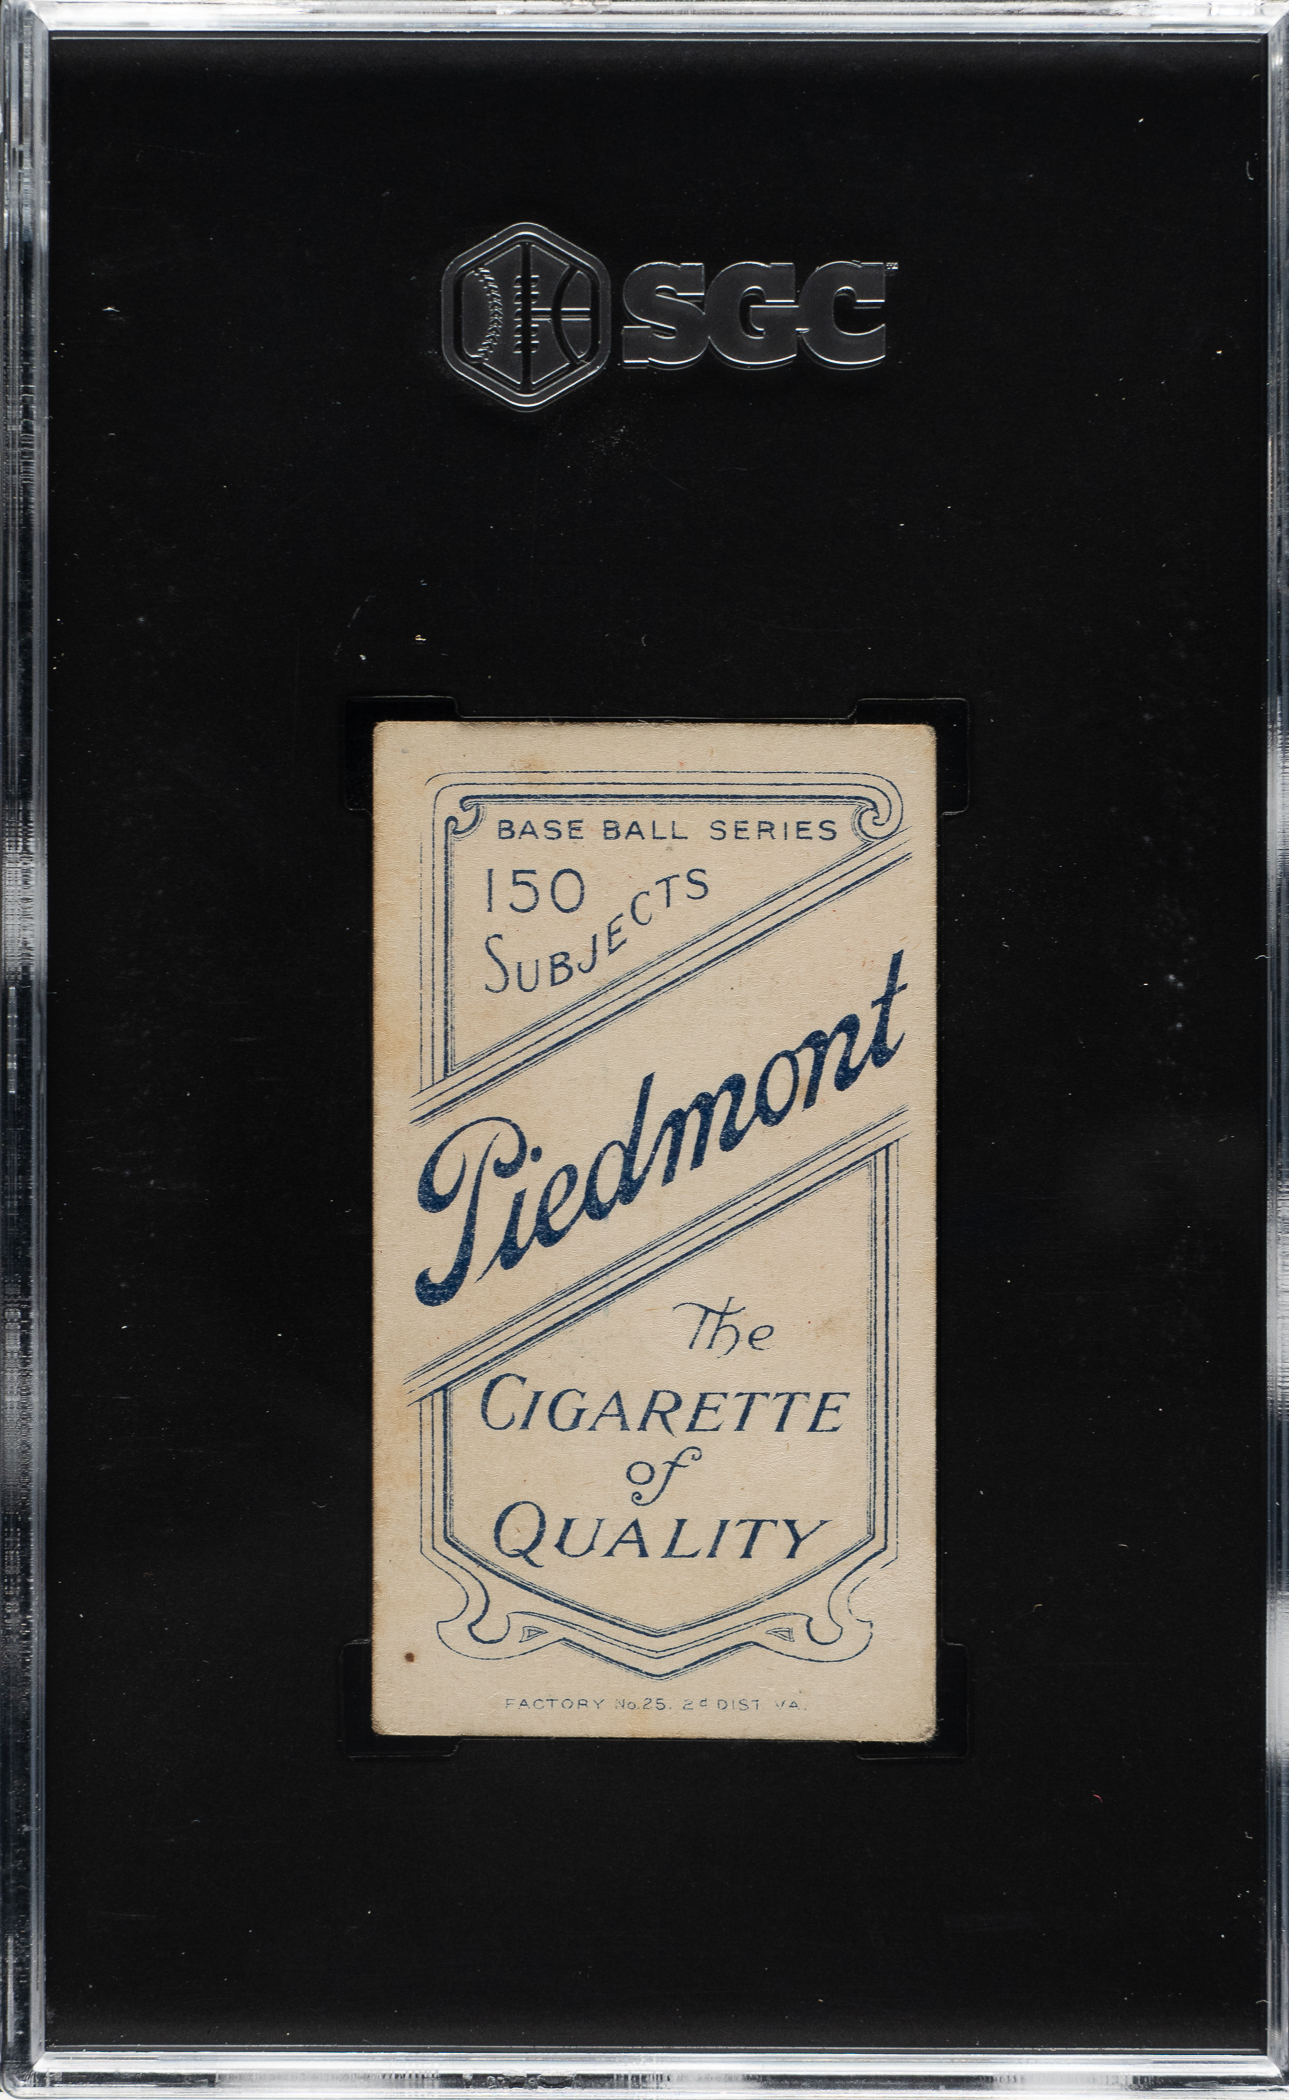 SGC
BASE BALL SERIES
150
SUBJECTS
Piedmont
The
CIGARETTE
of
QUALITY
FACTORY No. 25. 2d DIST. VA.